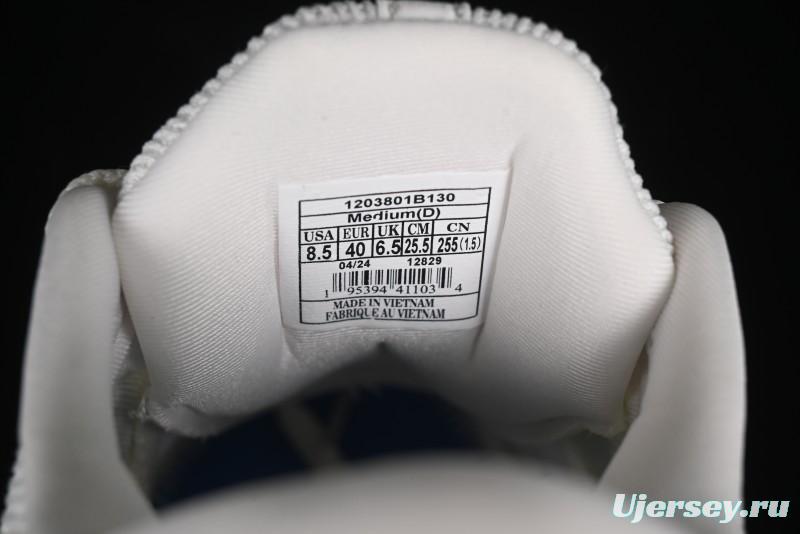 1203801B130
Medium(D)
USA EUR UK CM CN
8.5 40 6.5 25.5 255(1.5)
04/24 12829
1 95394 41103 4
MADE IN VIETNAM
FABRIQUE AU VIETNAM
Ujersey.ru